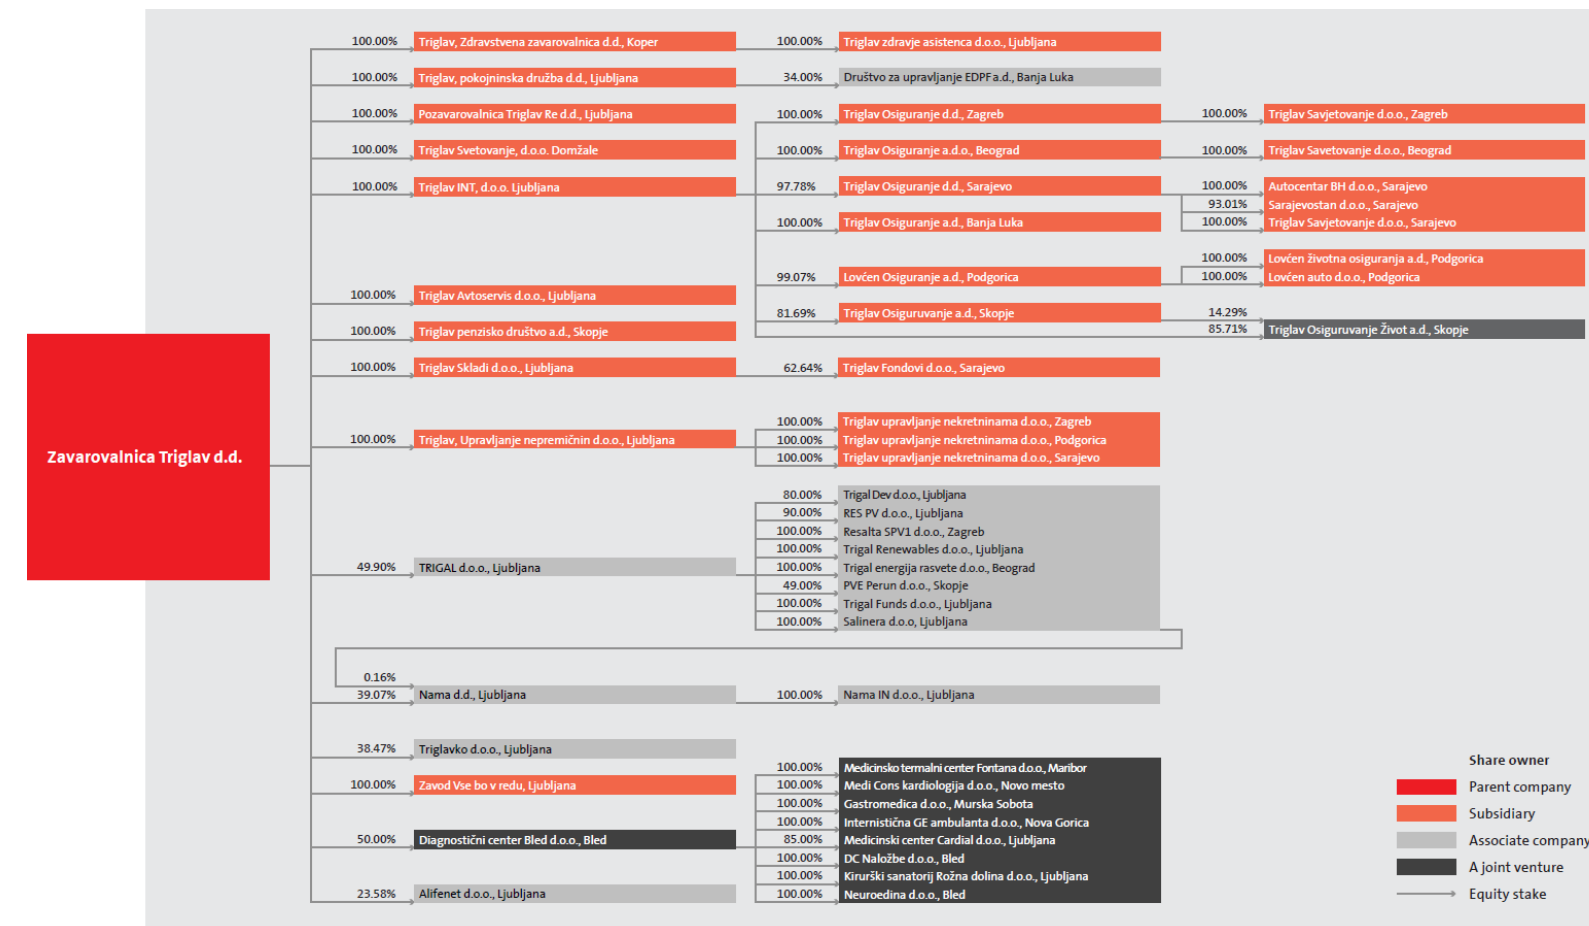 100.00% Triglav, Zdravstvena zavarovalnica d.d., Koper 100.00% Triglav zdravje asistenca d.o.o., Ljubljana
100.00% Triglav, pokojninska družba d.d., Ljubljana 34.00% Društvo za upravljanje EDPF a.d., Banja Luka
100.00% Pozavarovalnica Triglav Re d.d., Ljubljana 100.00% Triglav Osiguranje d.d., Zagreb 100.00% Triglav Savjetovanje d.o.o., Zagreb
100.00% Triglav Svetovanje, d.o.o. Domžale 100.00% Triglav Osiguranje a.d.o., Beograd 100.00% Triglav Savetovanje d.o.o., Beograd
100.00% Triglav INT, d.o.o. Ljubljana 97.78% Triglav Osiguranje d.d., Sarajevo 100.00% Autocentar BH d.o.o., Sarajevo
93.01% Sarajevostan d.o.o., Sarajevo
100.00% Triglav Osiguranje a.d., Banja Luka 100.00% Triglav Savjetovanje d.o.o., Sarajevo
100.00% Lovćen životna osiguranja a.d., Podgorica
99.07% Lovćen Osiguranje a.d., Podgorica 100.00% Lovćen auto d.o.o., Podgorica
100.00% Triglav Avtoservis d.o.o., Ljubljana
81.69% Triglav Osiguruvanje a.d., Skopje 14.29%
100.00% Triglav penzisko društvo a.d., Skopje 85.71% Triglav Osiguruvanje Život a.d., Skopje
100.00% Triglav Skladi d.o.o., Ljubljana 62.64% Triglav Fondovi d.o.o., Sarajevo
100.00% Triglav upravljanje nekretninama d.o.o., Zagreb
100.00% Triglav, Upravljanje nepremičnin d.o.o., Ljubljana 100.00% Triglav upravljanje nekretninama d.o.o., Podgorica
Zavarovalnica Triglav d.d. 100.00% Triglav upravljanje nekretninama d.o.o., Sarajevo
80.00% Trigal Dev d.o.o., Ljubljana
90.00% RES PV d.o.o., Ljubljana
100.00% Resalta SPV1 d.o.o., Zagreb
100.00% Trigal Renewables d.o.o., Ljubljana
49.90% TRIGAL d.o.o., Ljubljana 100.00% Trigal energija rasvete d.o.o., Beograd
49.00% PVE Perun d.o.o., Skopje
100.00% Trigal Funds d.o.o., Ljubljana
100.00% Salinera d.o.o, Ljubljana
0.16%
39.07% Nama d.d., Ljubljana 100.00% Nama IN d.o.o., Ljubljana
38.47% Triglavko d.o.o., Ljubljana
100.00% Zavod Vse bo v redu, Ljubljana
50.00% Diagnostični center Bled d.o.o., Bled
23.58% Alifenet d.o.o., Ljubljana
100.00% Medicinsko termalni center Fontana d.o.o., Maribor
100.00% Medi Cons kardiologija d.o.o., Novo mesto
100.00% Gastromedica d.o.o., Murska Sobota
100.00% Internistična GE ambulanta d.o.o., Nova Gorica
85.00% Medicinski center Cardial d.o.o., Ljubljana
100.00% DC Naložbe d.o.o., Bled
100.00% Kirurški sanatorij Rožna dolina d.o.o., Ljubljana
100.00% Neuroedina d.o.o., Bled
Share owner
Parent company
Subsidiary
Associate company
A joint venture
Equity stake